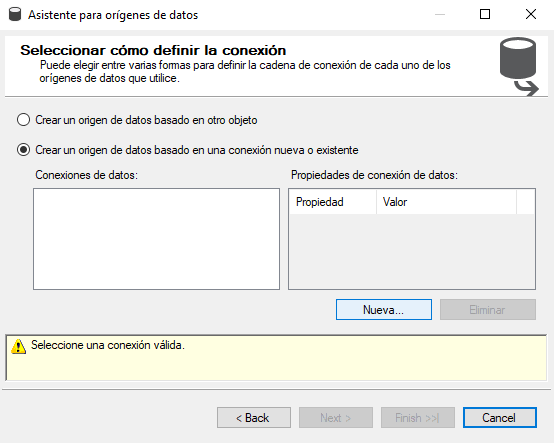 Asistente para orígenes de datos
Seleccionar cómo definir la conexión
Puede elegir entre varias formas para definir la cadena de conexión de cada uno de los
orígenes de datos que utilice.
Crear un origen de datos basado en otro objeto
Crear un origen de datos basado en una conexión nueva o existente
Conexiones de datos:
Propiedades de conexión de datos:
Propiedad Valor
Nueva... Eliminar
Seleccione una conexión válida.
< Back Next > Finish >>| Cancel